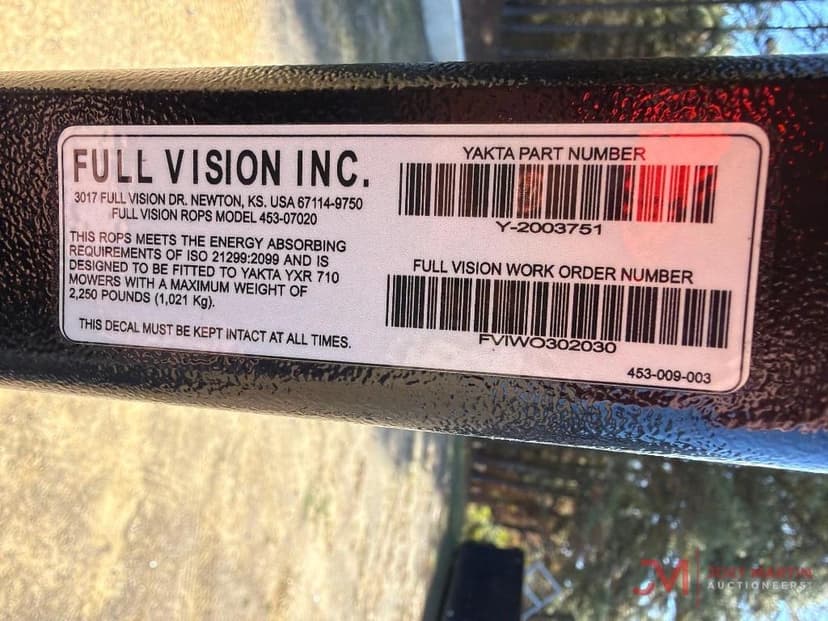 FULL VISION INC.
3017 FULL VISION DR. NEWTON, KS. USA 67114-9750
FULL VISION ROPS MODEL 453-07020
THIS ROPS MEETS THE ENERGY ABSORBING
REQUIREMENTS OF ISO 21299:2099 AND IS
DESIGNED TO BE FITTED TO YAKTA YXR 710
MOWERS WITH A MAXIMUM WEIGHT OF
2,250 POUNDS (1,021 Kg).
THIS DECAL MUST BE KEPT INTACT AT ALL TIMES.
YAKTA PART NUMBER
Y-2003751
FULL VISION WORK ORDER NUMBER
FVIWO302030
453-009-003
JM
JEFF MARTIN
AUCTIONEERS